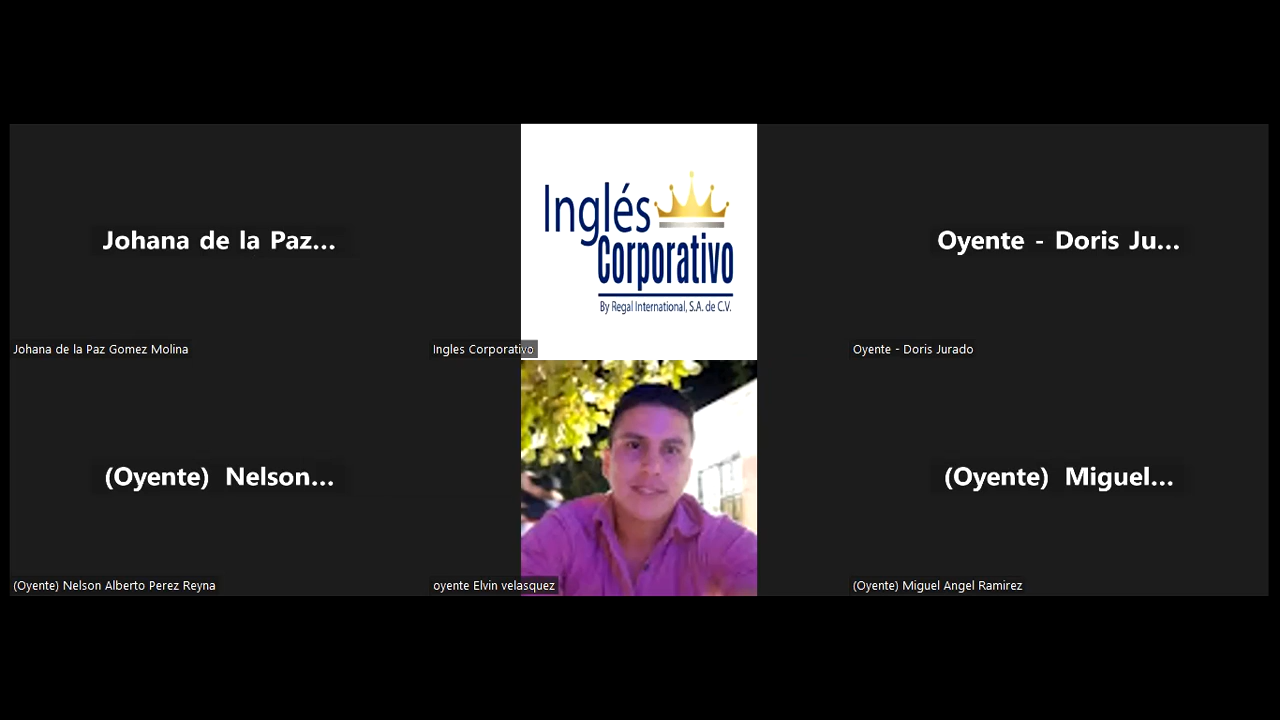 Johana de la Paz...
Johana de la Paz Gomez Molina
Inglés
Corporativo
By Regal International, S.A. de C.V.
Ingles Corporativo
Oyente - Doris Ju...
Oyente - Doris Jurado
(Oyente) Nelson...
(Oyente) Nelson Alberto Perez Reyna
oyente Elvin velasquez
(Oyente) Miguel...
(Oyente) Miguel Angel Ramirez